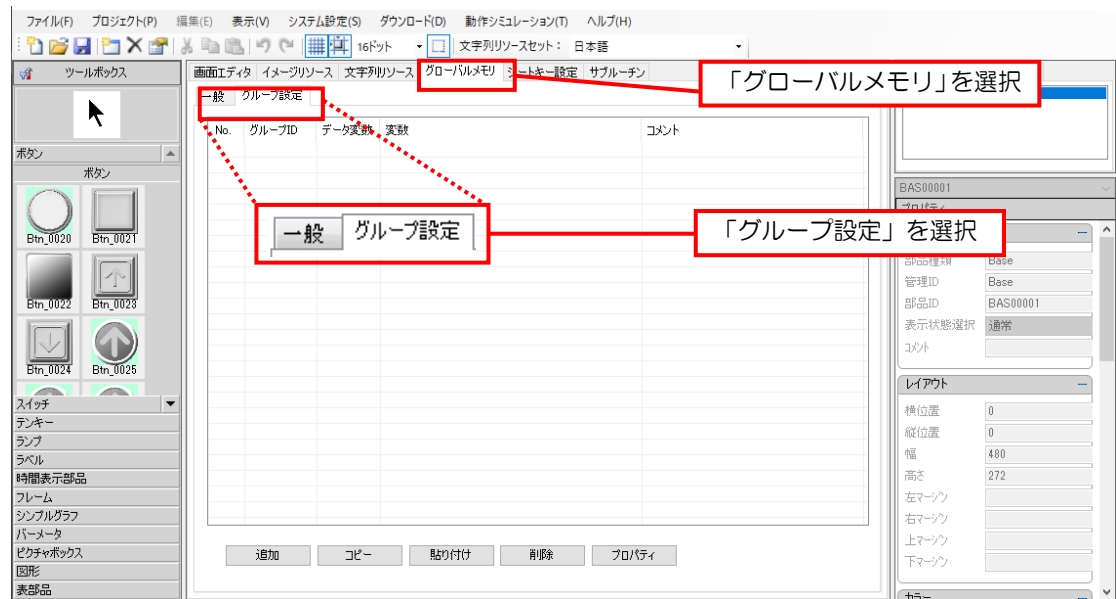 ファイル(F) プロジェクト(P) 編集(E) 表示(V) システム設定(S) ダウンロード(D) 動作シミュレーション(T) ヘルプ(H)
16ドット 文字列リソースセット： 日本語
ツールボックス
画面エディタ イメージリソース 文字列リソース グローバルメモリ シートキー設定 サブルーチン
「グローバルメモリ」を選択
一般 グループ設定
No. グループID データ変数 変数 コメント
ボタン
ボタン
Btn_0020 Btn_0021
Btn_0022 Btn_0023
Btn_0024 Btn_0025
スイッチ
テンキー
ランプ
ラベル
時間表示部品
フレーム
シンプルグラフ
バーメータ
ピクチャボックス
図形
表部品
一般 グループ設定
「グループ設定」を選択
追加 コピー 貼り付け 削除 プロパティ
BAS00001
プロパティ
部品種類 Base
管理ID Base
部品ID BAS00001
表示状態選択 通常
コメント
レイアウト
横位置 0
縦位置 0
幅 480
高さ 272
左マージン
右マージン
上マージン
下マージン
カラー